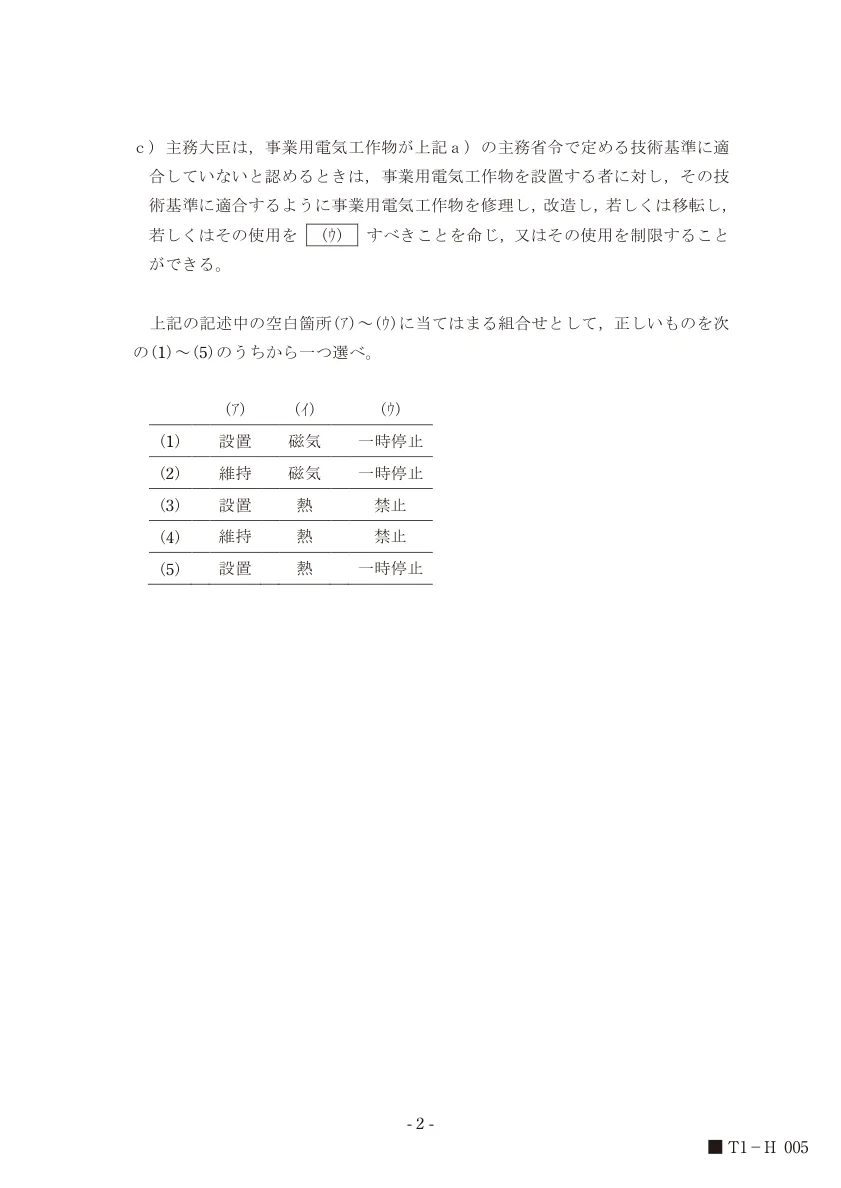 c）主務大臣は，事業用電気工作物が上記a）の主務省令で定める技術基準に適
合していないと認めるときは，事業用電気工作物を設置する者に対し，その技
術基準に適合するように事業用電気工作物を修理し，改造し，若しくは移転し，
若しくはその使用を (ウ) すべきことを命じ，又はその使用を制限すること
ができる。
上記の記述中の空白箇所(ア)～(ウ)に当てはまる組合せとして，正しいものを次
の(1)～(5)のうちから一つ選べ。
(ア) (イ) (ウ)
(1) 設置 磁気 一時停止
(2) 維持 磁気 一時停止
(3) 設置 熱 禁止
(4) 維持 熱 禁止
(5) 設置 熱 一時停止
- 2 -
■ T1－H 005